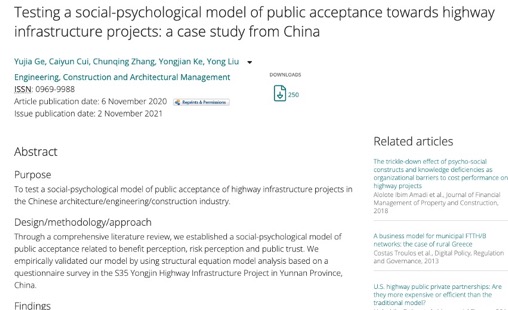 Testing a social-psychological model of public acceptance towards highway
infrastructure projects: a case study from China
Yujia Ge, Caiyun Cui, Chunqing Zhang, Yongjian Ke, Yong Liu
Engineering, Construction and Architectural Management
ISSN: 0969-9988
Article publication date: 6 November 2020
Reprints & Permissions
Issue publication date: 2 November 2021
DOWNLOADS
250
Abstract
Purpose
To test a social-psychological model of public acceptance of highway infrastructure projects in
the Chinese architecture/engineering/construction industry.
Design/methodology/approach
Through a comprehensive literature review, we established a social-psychological model of
public acceptance related to benefit perception, risk perception and public trust. We
empirically validated our model by using structural equation model analysis based on a
questionnaire survey in the S35 Yongjin Highway Infrastructure Project in Yunnan Province,
China.
Findings
Related articles
The trickle-down effect of psycho-social
constructs and knowledge deficiencies as
organizational barriers to cost performance on
highway projects
Alolote Ibim Amadi et al., Journal of Financial
Management of Property and Construction,
2018
A business model for municipal FTTH/B
networks: the case of rural Greece
Costas Troulos et al., Digital Policy, Regulation
and Governance, 2013
U.S. highway public private partnerships: Are
they more expensive or efficient than the
traditional model?